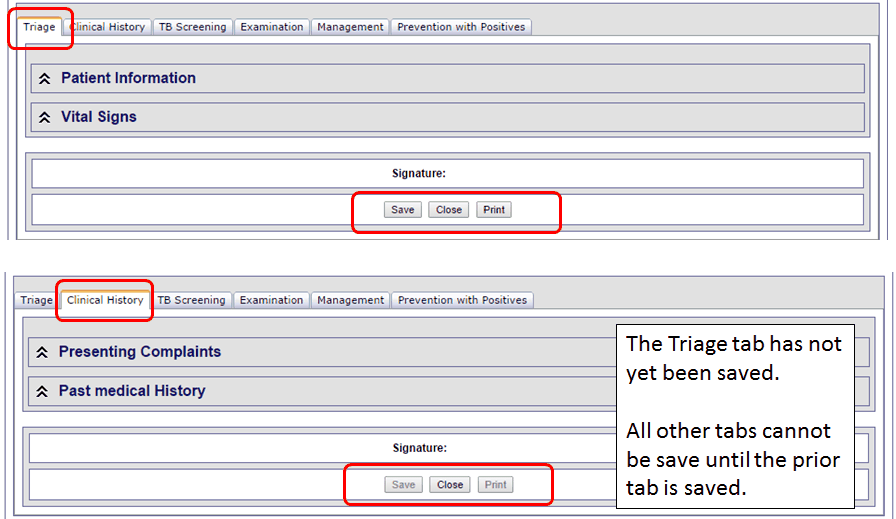 Triage Clinical History TB Screening Examination Management Prevention with Positives
Patient Information
Vital Signs
Signature:
Save Close Print
Triage Clinical History TB Screening Examination Management Prevention with Positives
Presenting Complaints
Past medical History
Signature:
Save Close Print
The Triage tab has not
yet been saved.
All other tabs cannot
be save until the prior
tab is saved.